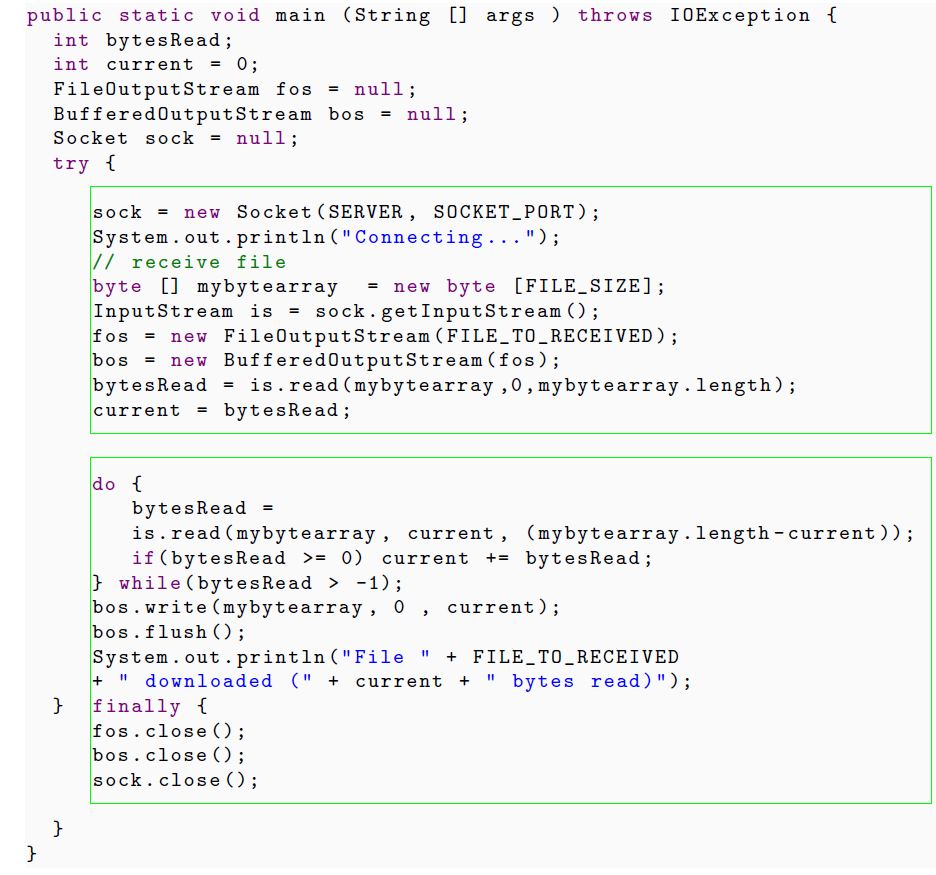 public static void main (String [] args ) throws IOException {
int bytesRead;
int current = 0;
FileOutputStream fos = null;
BufferedOutputStream bos = null;
Socket sock = null;
try {
sock = new Socket(SERVER, SOCKET_PORT);
System.out.println("Connecting...");
// receive file
byte [] mybytearray  = new byte [FILE_SIZE];
InputStream is = sock.getInputStream();
fos = new FileOutputStream(FILE_TO_RECEIVED);
bos = new BufferedOutputStream(fos);
bytesRead = is.read(mybytearray,0,mybytearray.length);
current = bytesRead;
do {
bytesRead =
is.read(mybytearray, current, (mybytearray.length-current));
if(bytesRead >= 0) current += bytesRead;
} while(bytesRead > -1);
bos.write(mybytearray, 0 , current);
bos.flush();
System.out.println("File " + FILE_TO_RECEIVED
+ " downloaded (" + current + " bytes read)");
} finally {
fos.close();
bos.close();
sock.close();
}
}